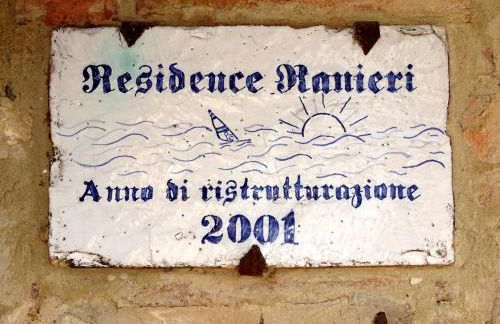 Residence Ranieri
Anno di ristrutturazione
2001